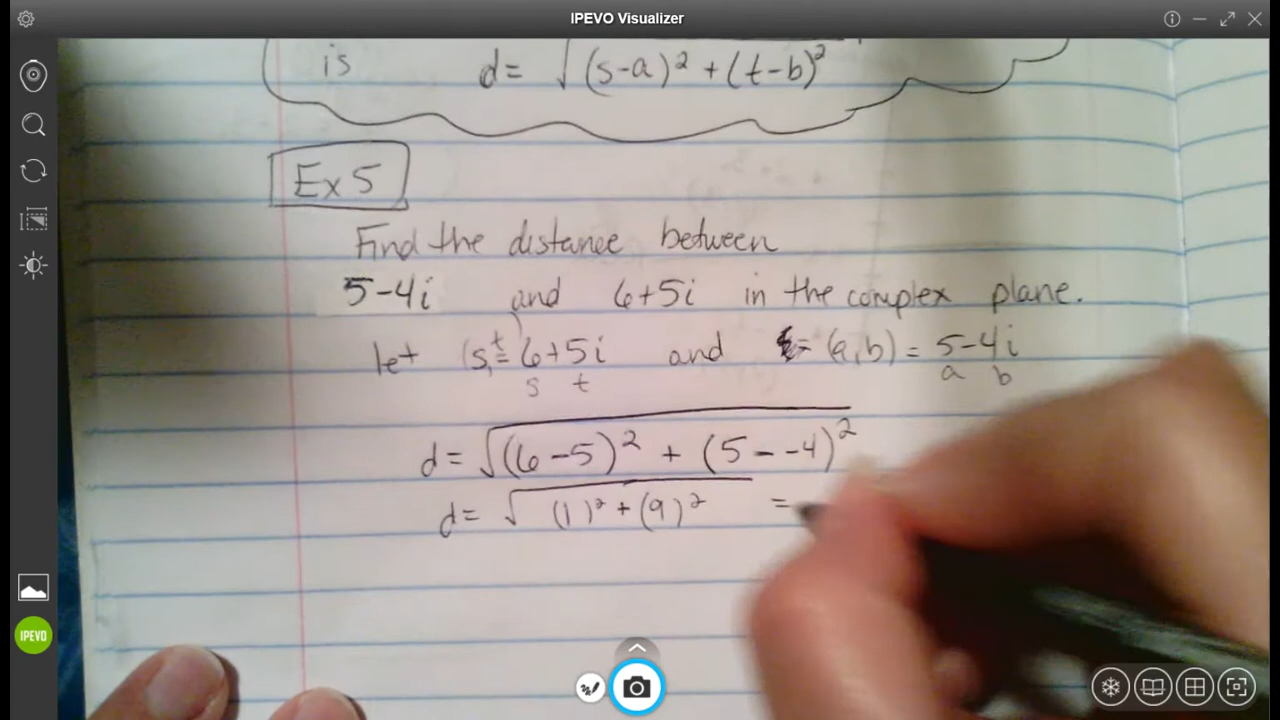 IPEVO Visualizer
is d= √(s-a)² + (t-b)²
Ex 5
Find the distance between
5-4i and 6+5i in the complex plane.
let (s,t)= 6+5i and = (a,b) = 5-4i
s t a b
d = √(6-5)² + (5--4)²
d = √(1)² + (9)² =
IPEVO